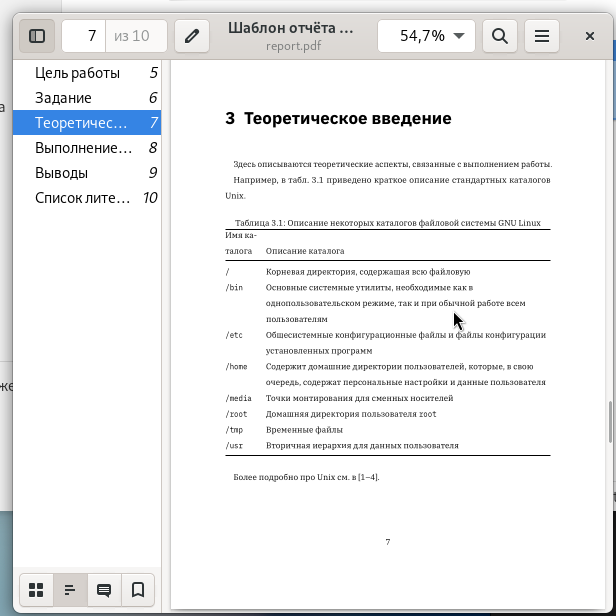 7 из 10
Шаблон отчёта ...
report.pdf
54,7%
Цель работы 5
Задание 6
Теоретичес... 7
Выполнение... 8
Выводы 9
Список лите... 10
3 Теоретическое введение
Здесь описываются теоретические аспекты, связанные с выполнением работы.
Например, в табл. 3.1 приведено краткое описание стандартных каталогов
Unix.
Таблица 3.1: Описание некоторых каталогов файловой системы GNU Linux
Имя ка-
талога Описание каталога
/ Корневая директория, содержащая всю файловую
/bin Основные системные утилиты, необходимые как в
однопользовательском режиме, так и при обычной работе всем
пользователям
/etc Общесистемные конфигурационные файлы и файлы конфигурации
установленных программ
/home Содержит домашние директории пользователей, которые, в свою
очередь, содержат персональные настройки и данные пользователя
/media Точки монтирования для сменных носителей
/root Домашняя директория пользователя root
/tmp Временные файлы
/usr Вторичная иерархия для данных пользователя
Более подробно про Unix см. в [1–4].
7